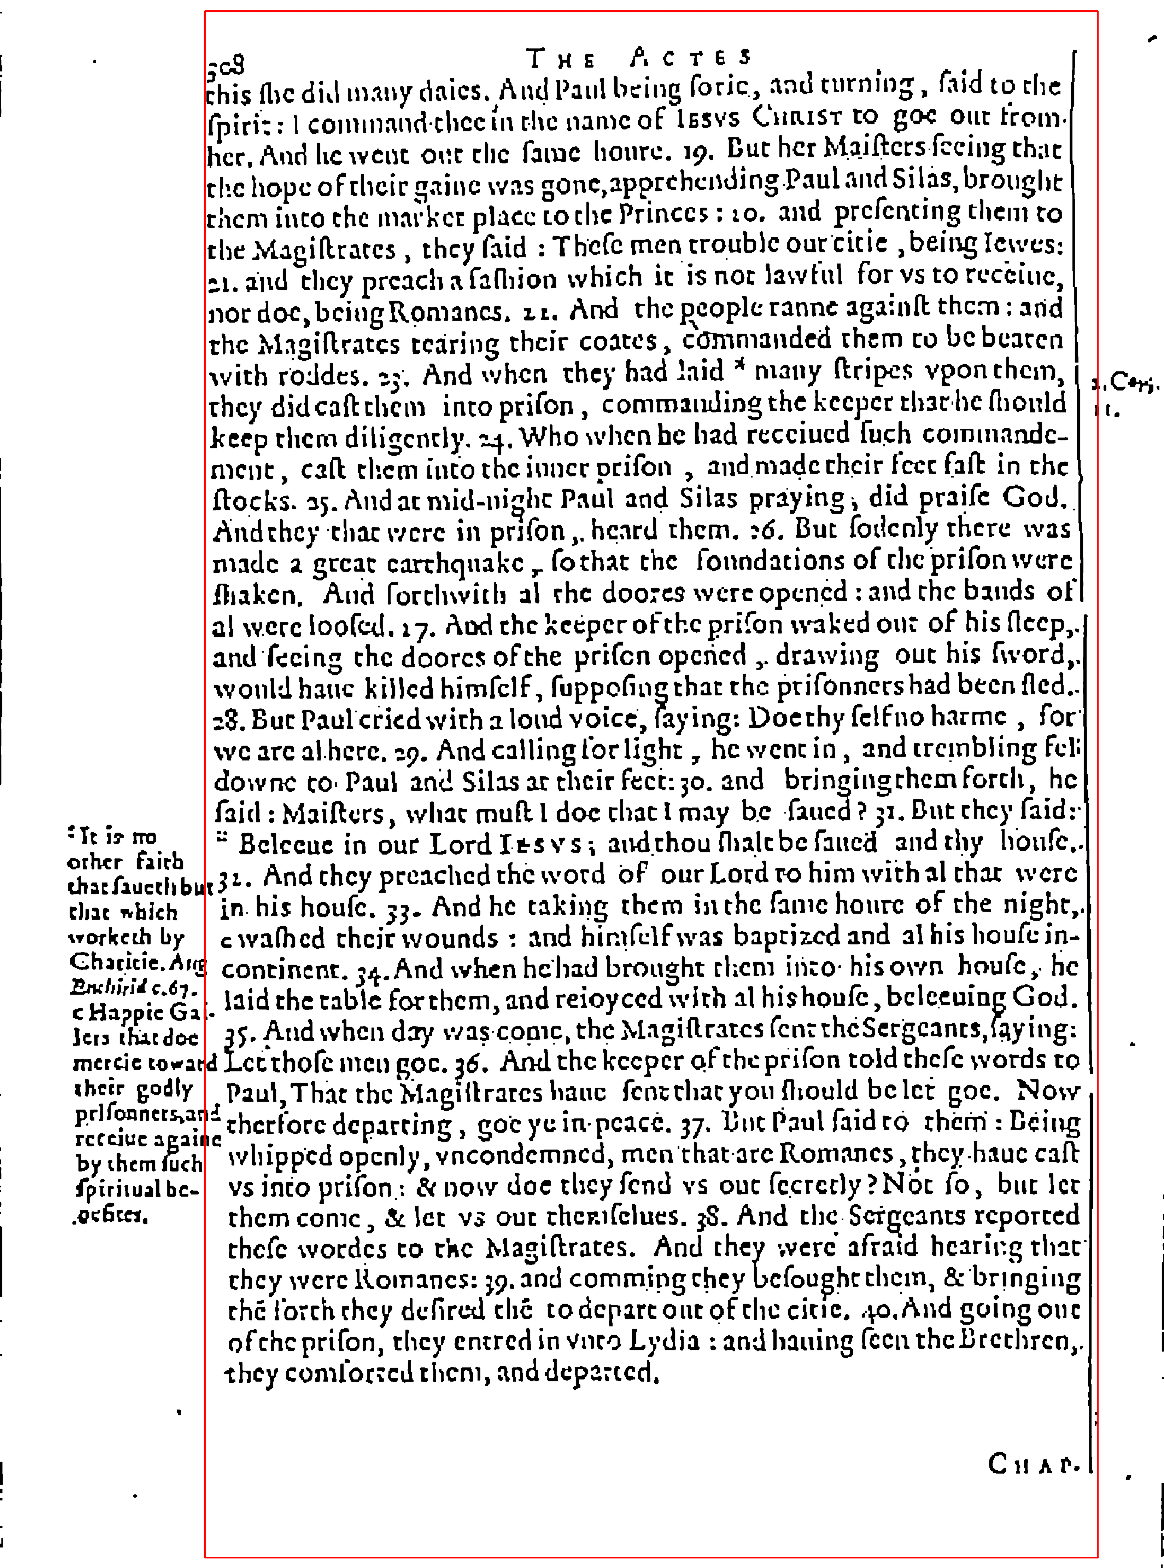 308 THE ACTES
this ſhe did many daies. And Paul being ſorie, and turning, ſaid to the
ſpirit: I command thee in the name of IESVS CHRIST to goe out from
her. And he went out the ſame houre. 19. But her Maiſters ſeeing that
the hope of their gaine was gone, apprehending Paul and Silas, brought
them into the market place to the Princes: 20. and preſenting them to
the Magiſtrates, they ſaid: Theſe men trouble our citie, being Iewes:
21. and they preach a faſhion which it is not lawful for vs to receiue,
nor doe, being Romanes. 22. And the people ranne againſt them: and
the Magiſtrates tearing their coates, commanded them to be beaten
with roddes. 23. And when they had laid * many ſtripes vpon them,
they did caſt them into priſon, commanding the keeper that he ſhould
keep them diligently. 24. Who when he had receiued ſuch commande-
ment, caſt them into the inner priſon, and made their feet faſt in the
ſtocks. 25. And at mid-night Paul and Silas praying, did praiſe God.
And they that were in priſon, heard them. 26. But ſodenly there was
made a great earthquake, ſo that the foundations of the priſon were
ſhaken. And forthwith al the doores were opened: and the bands of
al were looſed. 27. And the keeper of the priſon waked out of his ſleep,
and ſeeing the doores of the priſon opened, drawing out his ſword,
would haue killed himſelf, ſuppoſing that the priſonners had been fled.
28. But Paul cried with a loud voice, ſaying: Doe thy ſelf no harme, for
we are al here. 29. And calling for light, he went in, and trembling fel
downe to Paul and Silas at their feet: 30. and bringing them forth, he
ſaid: Maiſters, what muſt I doe that I may be ſaued? 31. But they ſaid:
:: Beleeue in our Lord IESVS; and thou ſhalt be ſaued and thy houſe.
32. And they preached the word of our Lord to him with al that were
in his houſe. 33. And he taking them in the ſame houre of the night,
c waſhed their wounds: and himſelf was baptized and al his houſe in-
continent. 34. And when he had brought them into his own houſe, he
laid the table for them, and reioyced with al his houſe, beleeuing God.
35. And when day was come, the Magiſtrates ſent the Sergeants, ſaying:
Let thoſe men goe. 36. And the keeper of the priſon told theſe words to
Paul, That the Magiſtrates haue ſent that you ſhould be let goe. Now
therfore departing, goe ye in peace. 37. But Paul ſaid to them: Being
whipped openly, vncondemned, men that are Romanes, they haue caſt
vs into priſon: & now doe they ſend vs out ſecretly? Not ſo, but let
them come, & let vs out themſelues. 38. And the Sergeants reported
theſe wordes to the Magiſtrates. And they were afraid hearing that
they were Romanes: 39. and comming they beſought them, & bringing
thē forth they deſired thē to depart out of the citie. 40. And going out
of the priſon, they entred in vnto Lydia: and hauing ſeen the Brethren,
they comforted them, and departed.
CHAP.
2. Cor.
11.
:: It is no
other faith
that ſaueth but
that which
worketh by
Charitie. Aug
Enchirid c. 67.
c Happie Gai-
lers that doe
mercie toward
their godly
priſonners, and
receiue againe
by them ſuch
ſpiritual be-
nefites.